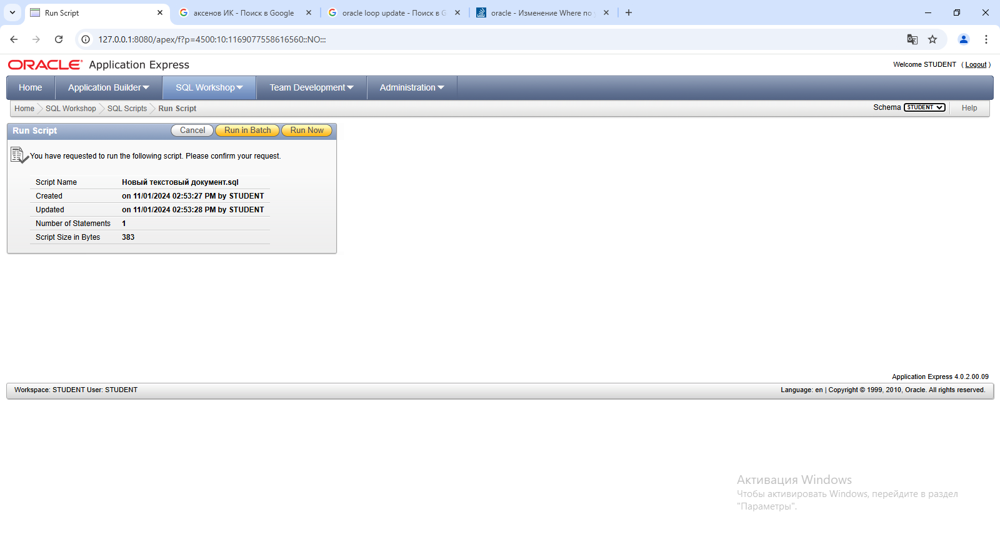 Run Script
аксенов ИК - Поиск в Google
oracle loop update - Поиск в G
oracle - Изменение Where по
127.0.0.1:8080/apex/f?p=4500:10:1169077558616560::NO:::
ORACLE Application Express
Welcome STUDENT ( Logout )
Home
Application Builder
SQL Workshop
Team Development
Administration
Home
SQL Workshop
SQL Scripts
Run Script
Schema STUDENT
Help
Run Script
Cancel
Run in Batch
Run Now
You have requested to run the following script. Please confirm your request.
Script Name Новый текстовый документ.sql
Created on 11/01/2024 02:53:27 PM by STUDENT
Updated on 11/01/2024 02:53:28 PM by STUDENT
Number of Statements 1
Script Size in Bytes 383
Application Express 4.0.2.00.09
Workspace: STUDENT User: STUDENT
Language: en | Copyright © 1999, 2010, Oracle. All rights reserved.
Активация Windows
Чтобы активировать Windows, перейдите в раздел
"Параметры".